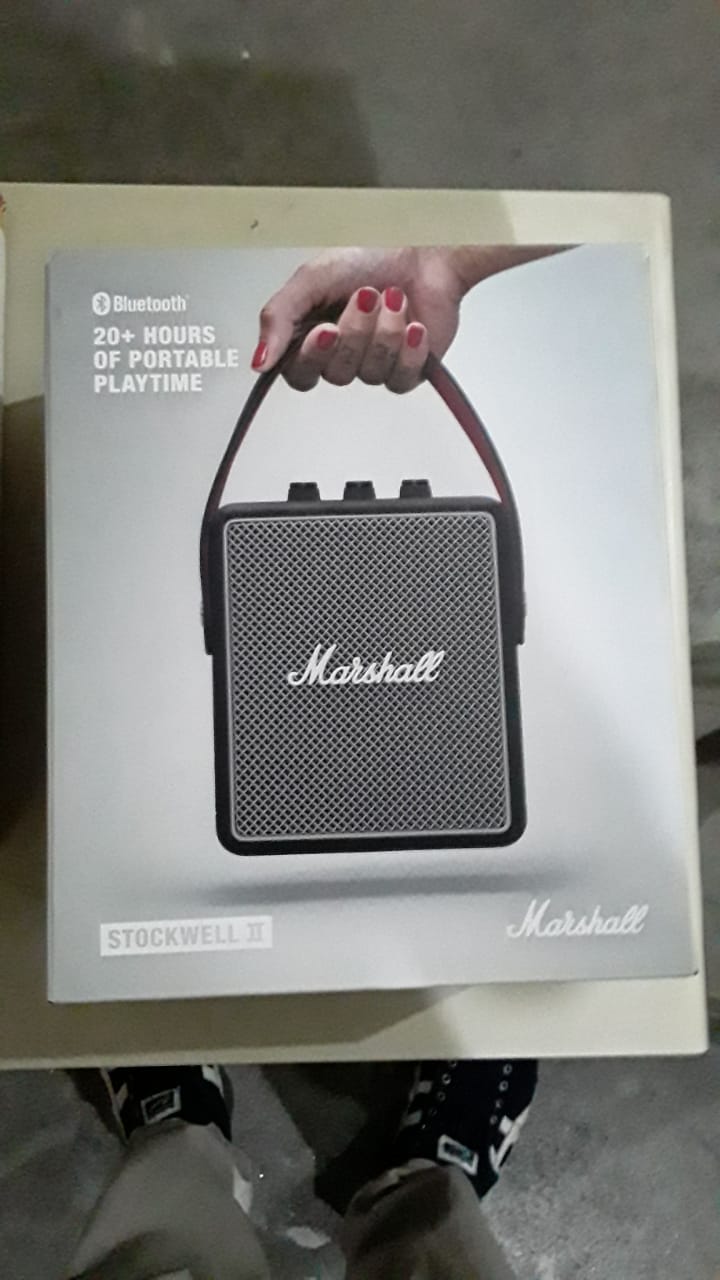 Bluetooth
20+ HOURS
OF PORTABLE
PLAYTIME
Marshall
STOCKWELL II
Marshall